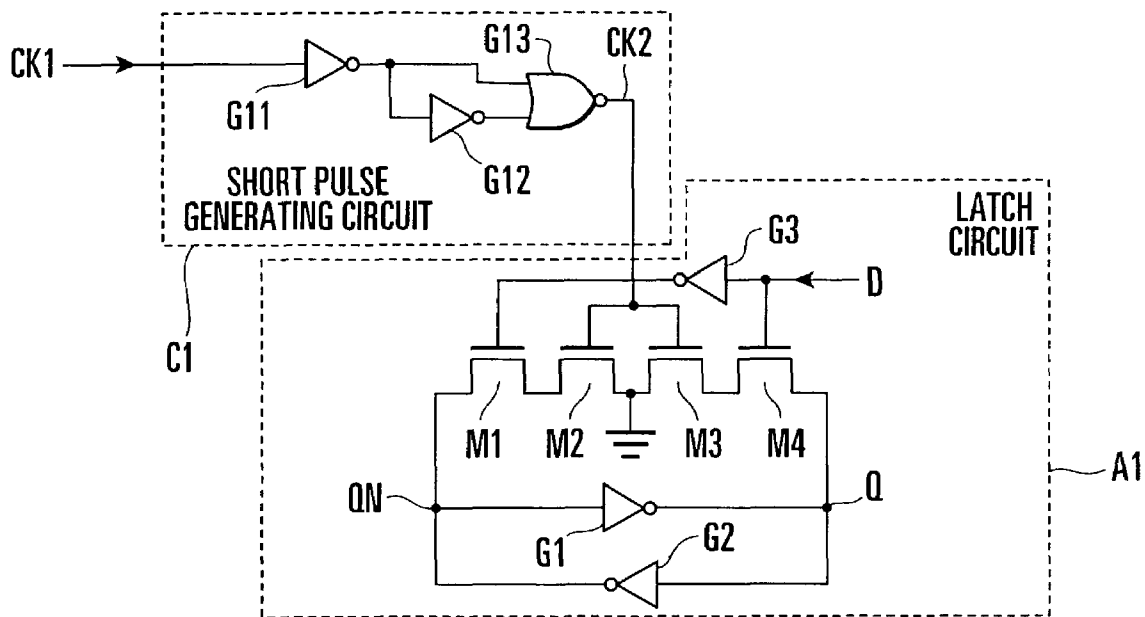 G13
CK2
CK1
G11
G12
SHORT PULSE
GENERATING CIRCUIT
LATCH
CIRCUIT
G3
D
C1
M1
M2
M3
M4
A1
QN
Q
G1
G2